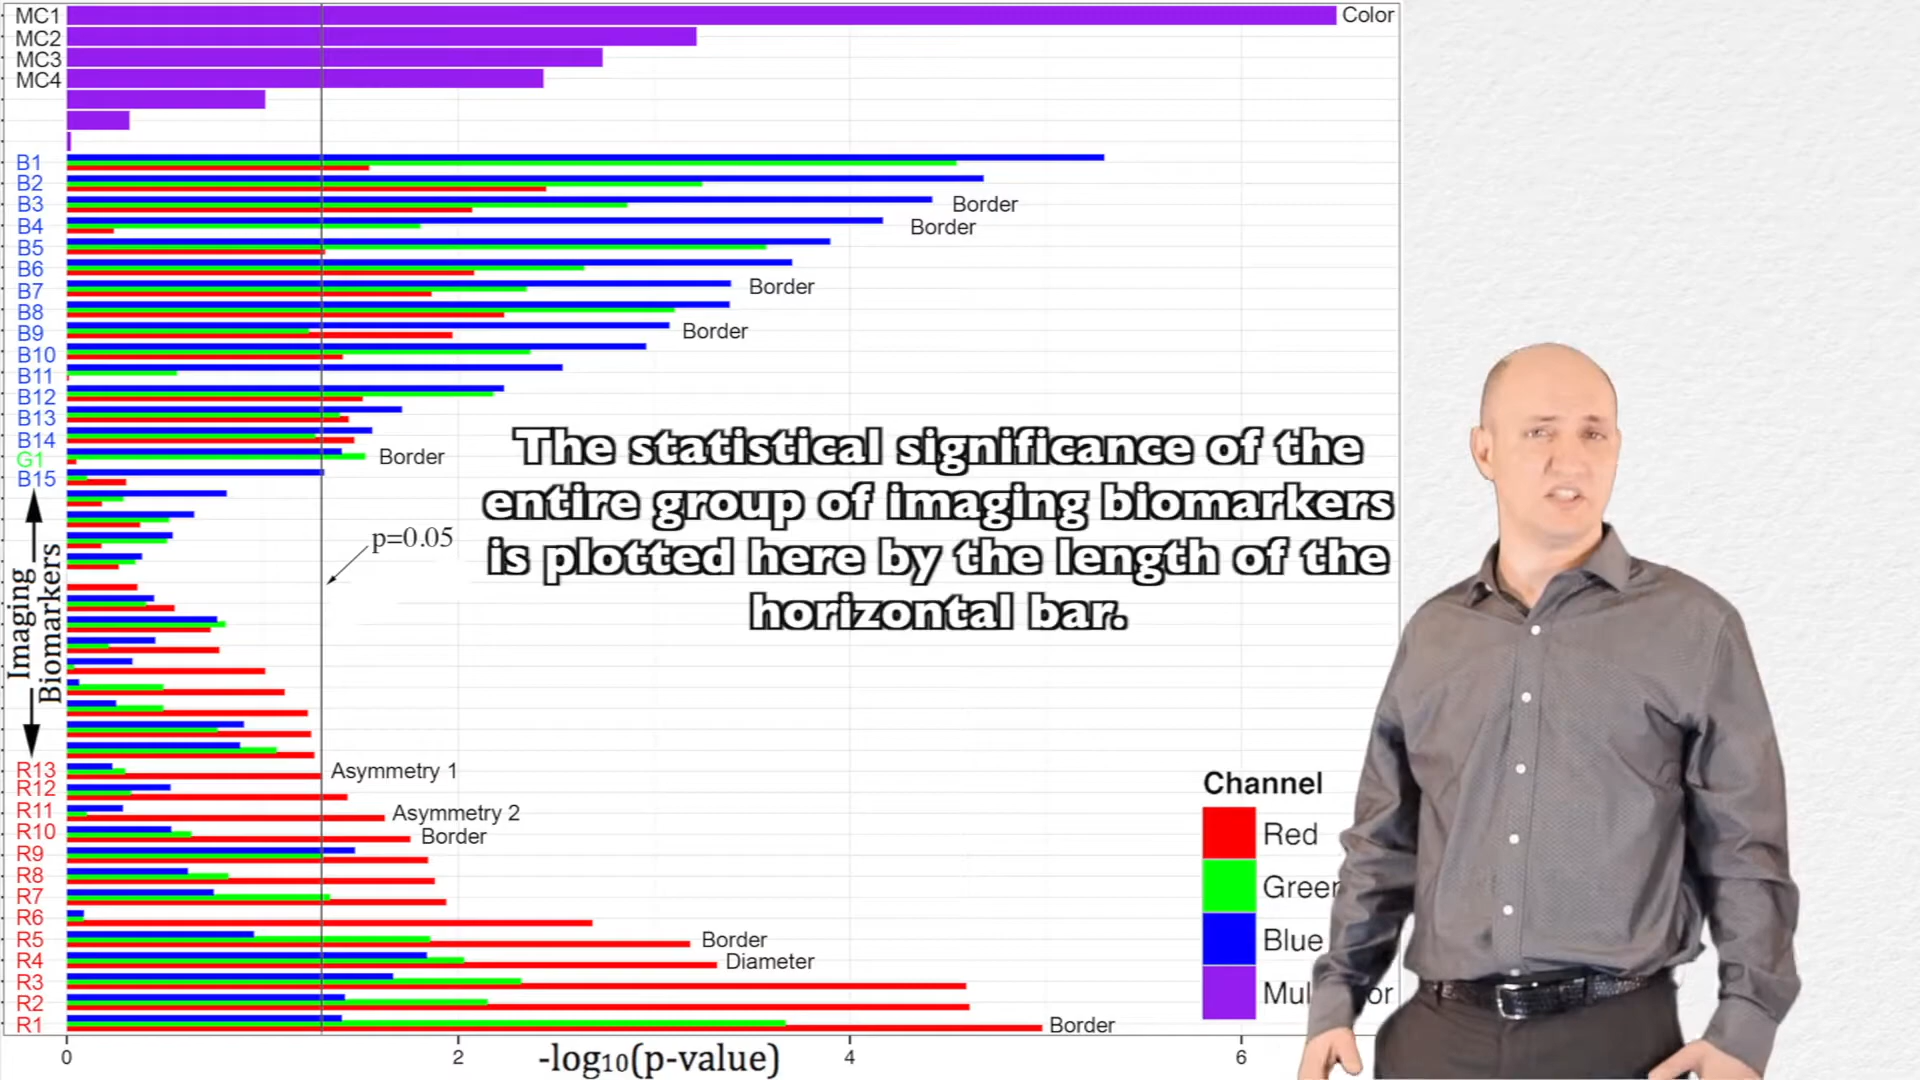 MC1 Color
MC2
MC3
MC4
B1
B2
B3 Border
B4 Border
B5
B6
B7 Border
B8
B9 Border
B10
B11
B12
B13
B14
G1 Border
B15
The statistical significance of the
entire group of imaging biomarkers
is plotted here by the length of the
horizontal bar.
p=0.05
Imaging
Biomarkers
R13 Asymmetry 1
R12
R11 Asymmetry 2
R10 Border
R9
R8
R7
R6
R5 Border
R4 Diameter
R3
R2
R1 Border
Channel
Red
Green
Blue
0 2 4 6
-log10(p-value)